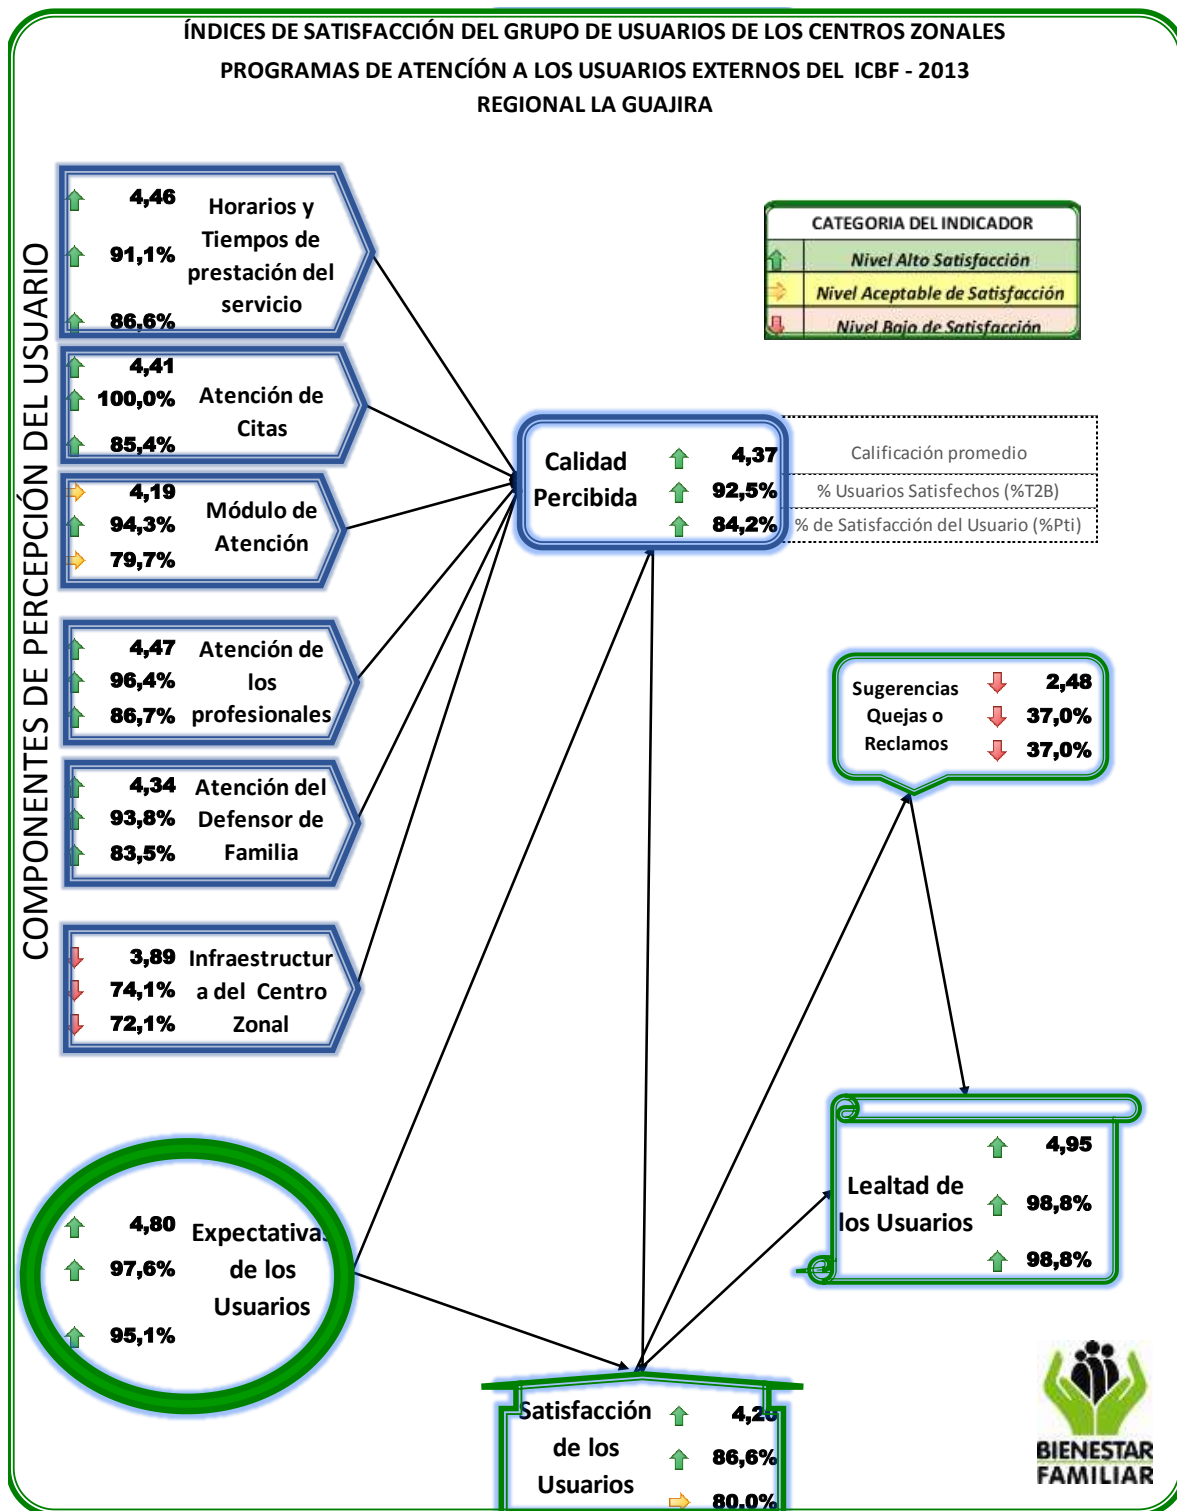 ÍNDICES DE SATISFACCIÓN DEL GRUPO DE USUARIOS DE LOS CENTROS ZONALES
PROGRAMAS DE ATENCÍÓN A LOS USUARIOS EXTERNOS DEL ICBF - 2013
REGIONAL LA GUAJIRA
COMPONENTES DE PERCEPCIÓN DEL USUARIO
4,46
91,1%
86,6%
Horarios y
Tiempos de
prestación del
servicio
CATEGORIA DEL INDICADOR
Nivel Alto Satisfacción
Nivel Aceptable de Satisfacción
Nivel Bajo de Satisfacción
4,41
100,0%
85,4%
Atención de
Citas
4,19
94,3%
79,7%
Módulo de
Atención
Calidad
Percibida
4,37
92,5%
84,2%
Calificación promedio
% Usuarios Satisfechos (%T2B)
% de Satisfacción del Usuario (%Pti)
4,47
96,4%
86,7%
Atención de
los
profesionales
Sugerencias
Quejas o
Reclamos
2,48
37,0%
37,0%
4,34
93,8%
83,5%
Atención del
Defensor de
Familia
3,89
74,1%
72,1%
Infraestructur
a del Centro
Zonal
Lealtad de
los Usuarios
4,95
98,8%
98,8%
4,80
97,6%
95,1%
Expectativas
de los
Usuarios
Satisfacción
de los
Usuarios
86,6%
80,0%
BIENESTAR
FAMILIAR